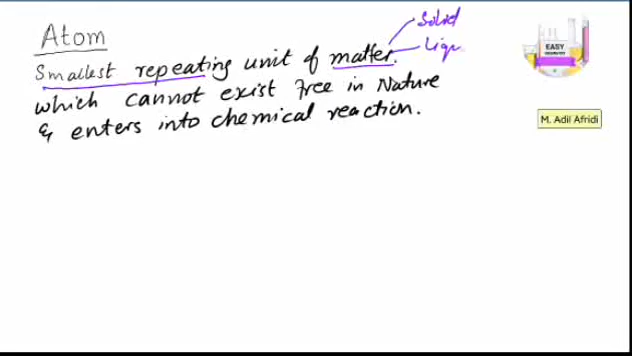 Atom
Solid
Smallest repeating unit of matter.
Liqu
which cannot exist free in Nature
& enters into chemical reaction.
EASY
M. Adil Afridi